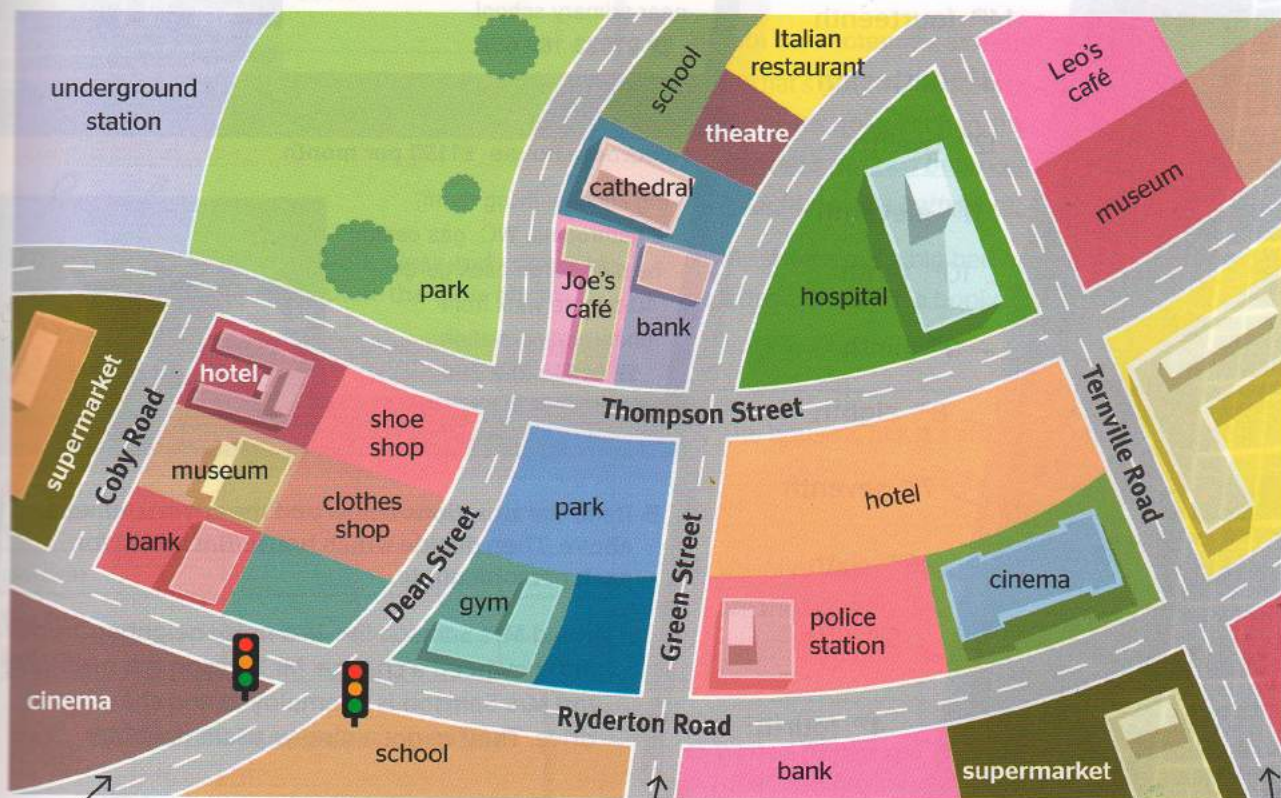 underground
station
park
school
Italian
restaurant
theatre
cathedral
Joe's
café
bank
hospital
Leo's
café
museum
supermarket
Coby Road
hotel
shoe
shop
museum
clothes
shop
bank
Thompson Street
Dean Street
park
gym
Green Street
hotel
police
station
cinema
Ternville Road
cinema
school
Ryderton Road
bank
supermarket